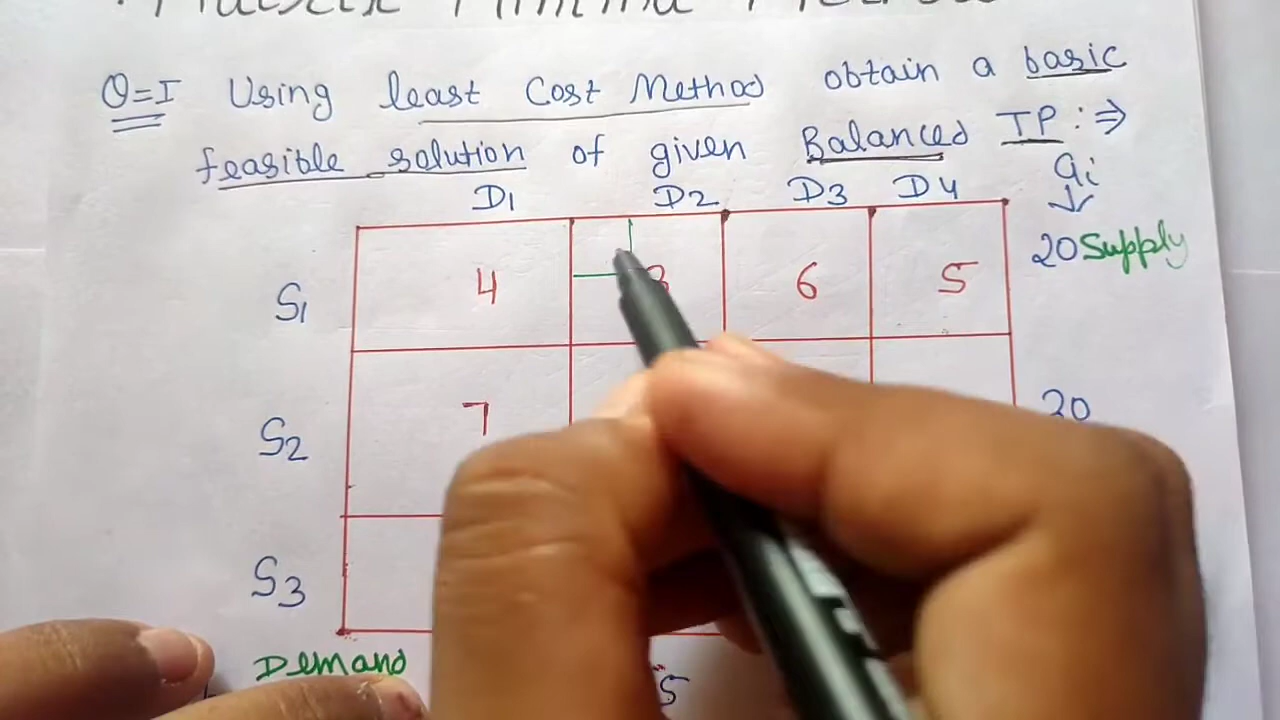 Q=I Using least Cost Method obtain a basic
feasible solution of given Balanced TP : ⇒
D1 D2 D3 D4 ai
S1 4 6 5 20 Supply
S2 7
S3
Demand 5